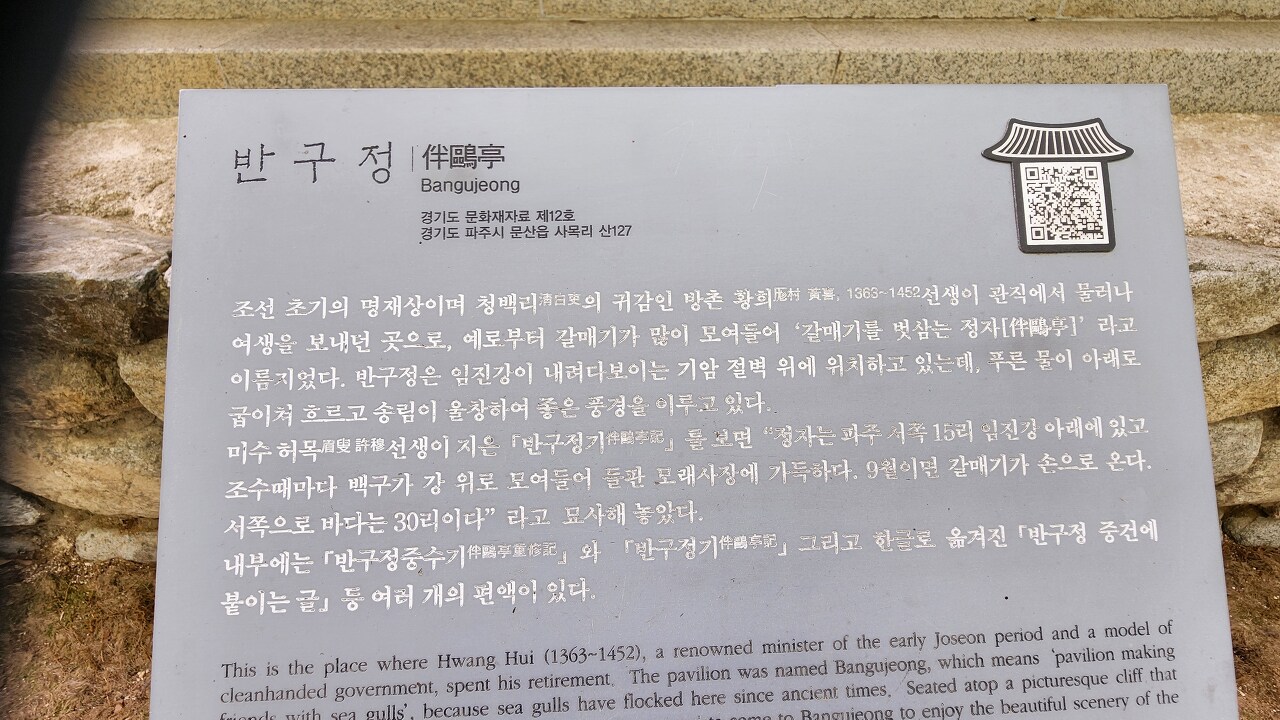 반구정 伴鷗亭
Bangujeong
경기도 문화재자료 제12호
경기도 파주시 문산읍 사목리 산127
조선 초기의 명재상이며 청백리淸白吏의 귀감인 방촌 황희厖村 黃喜, 1363~1452선생이 관직에서 물러나
여생을 보내던 곳으로, 예로부터 갈매기가 많이 모여들어 ‘갈매기를 벗삼는 정자[伴鷗亭]’ 라고
이름지었다. 반구정은 임진강이 내려다보이는 기암 절벽 위에 위치하고 있는데, 푸른 물이 아래로
굽이쳐 흐르고 송림이 울창하여 좋은 풍경을 이루고 있다.
미수 허목眉叟 許穆선생이 지은 「반구정기伴鷗亭記」를 보면 “정자는 파주 서쪽 15리 임진강 아래에 있고
조수때마다 백구가 강 위로 모여들어 들판 모래사장에 가득하다. 9월이면 갈매기가 손으로 온다.
서쪽으로 바다는 30리이다” 라고 묘사해 놓았다.
내부에는 「반구정중수기伴鷗亭重修記」와 「반구정기伴鷗亭記」 그리고 한글로 옮겨진 「반구정 중건에
붙이는 글」 등 여러 개의 편액이 있다.
This is the place where Hwang Hui (1363~1452), a renowned minister of the early Joseon period and a model of
cleanhanded government, spent his retirement. The pavilion was named Bangujeong, which means ‘pavilion making
friends with sea gulls’, because sea gulls have flocked here since ancient times. Seated atop a picturesque cliff that
come to Bangujeong to enjoy the beautiful scenery of the